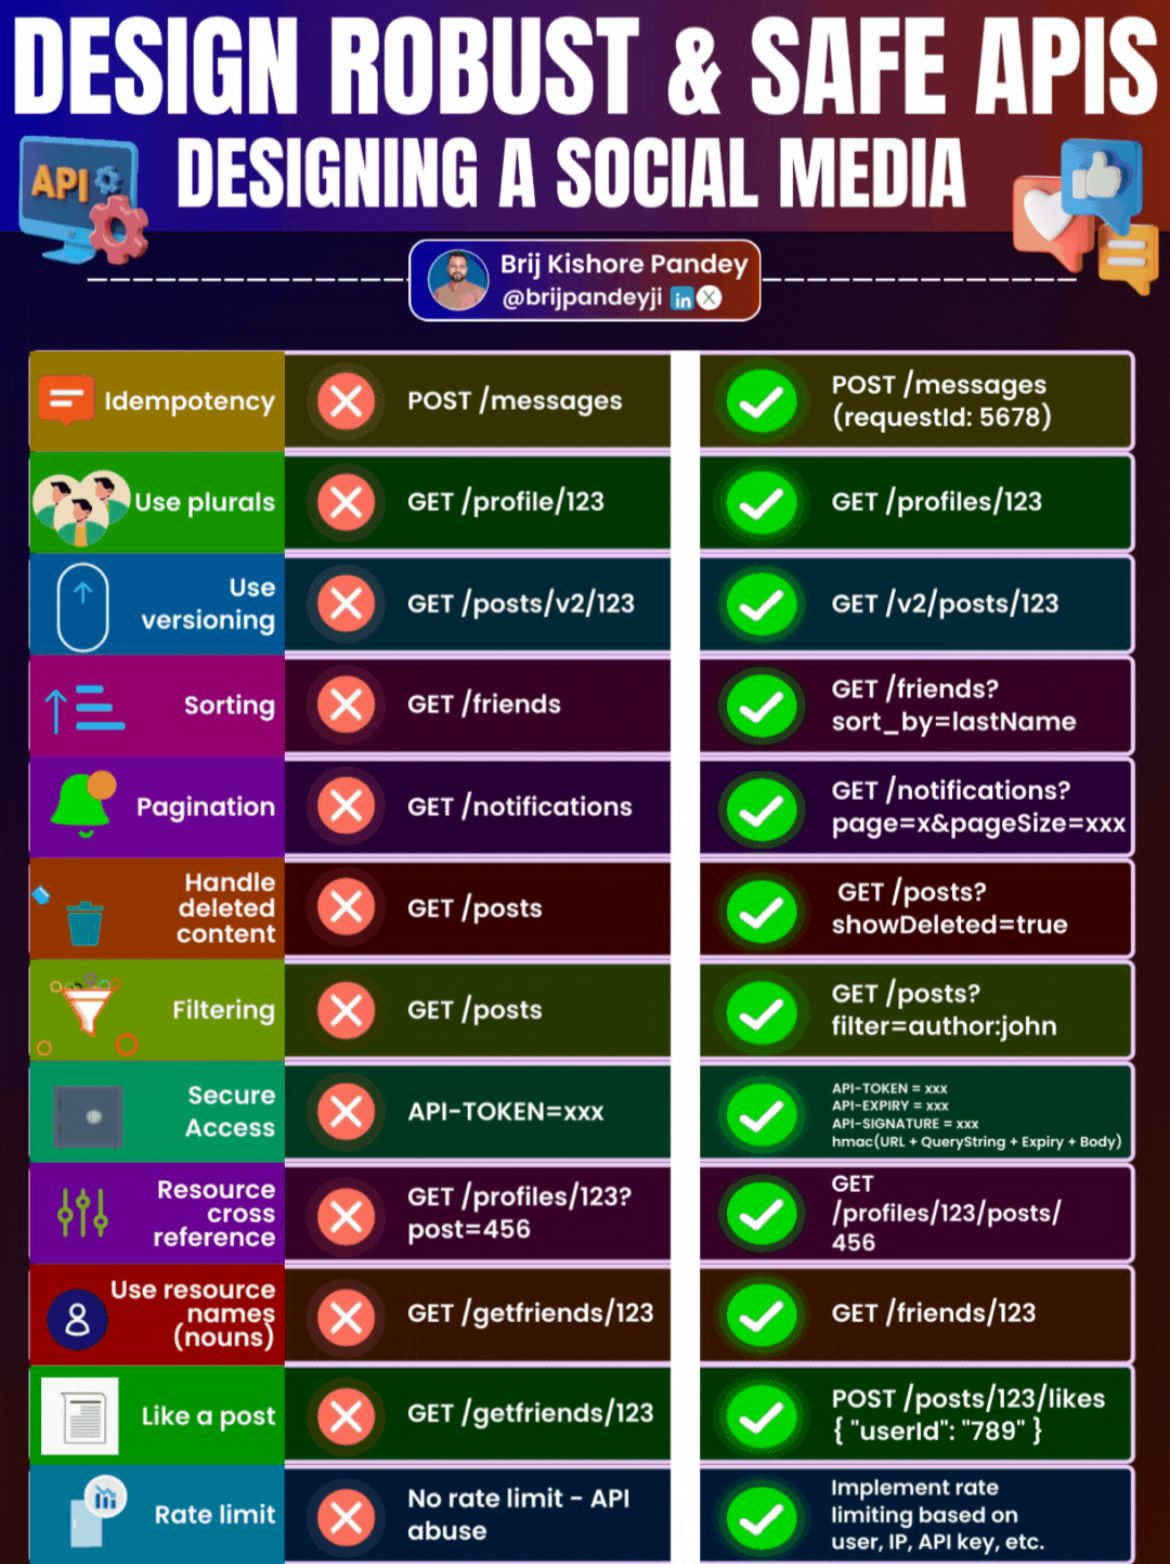 DESIGN ROBUST & SAFE APIS
DESIGNING A SOCIAL MEDIA
API
Brij Kishore Pandey
@brijpandeyji in X
Idempotency
POST /messages
POST /messages
(requestId: 5678)
Use plurals
GET /profile/123
GET /profiles/123
Use
versioning
GET /posts/v2/123
GET /v2/posts/123
Sorting
GET /friends
GET /friends?
sort_by=lastName
Pagination
GET /notifications
GET /notifications?
page=x&pageSize=xxx
Handle
deleted
content
GET /posts
GET /posts?
showDeleted=true
Filtering
GET /posts
GET /posts?
filter=author:john
Secure
Access
API-TOKEN=xxx
API-TOKEN = xxx
API-EXPIRY = xxx
API-SIGNATURE = xxx
hmac(URL + QueryString + Expiry + Body)
Resource
cross
reference
GET /profiles/123?
post=456
GET
/profiles/123/posts/
456
Use resource
names
(nouns)
GET /getfriends/123
GET /friends/123
Like a post
GET /getfriends/123
POST /posts/123/likes
{ "userId": "789" }
Rate limit
No rate limit - API
abuse
Implement rate
limiting based on
user, IP, API key, etc.